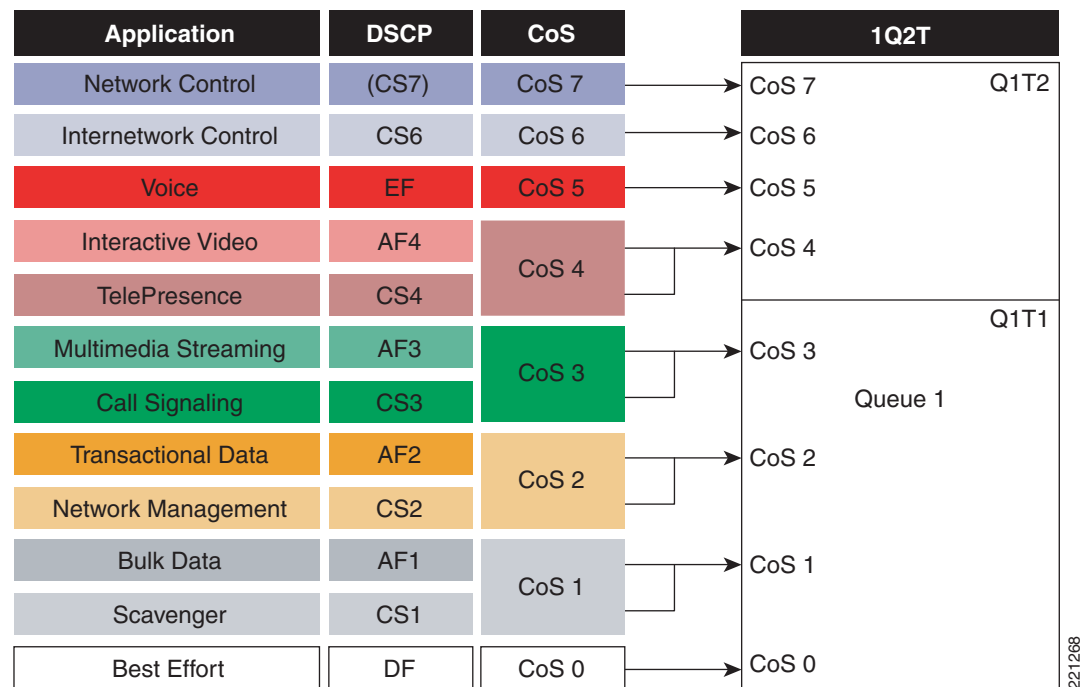 Application DSCP CoS 1Q2T
Network Control (CS7) CoS 7 CoS 7 Q1T2
Internetwork Control CS6 CoS 6 CoS 6
Voice EF CoS 5 CoS 5
Interactive Video AF4 CoS 4 CoS 4
TelePresence CS4
Q1T1
Multimedia Streaming AF3 CoS 3 CoS 3
Call Signaling CS3 Queue 1
Transactional Data AF2 CoS 2 CoS 2
Network Management CS2
Bulk Data AF1 CoS 1 CoS 1
Scavenger CS1
Best Effort DF CoS 0 CoS 0
221268